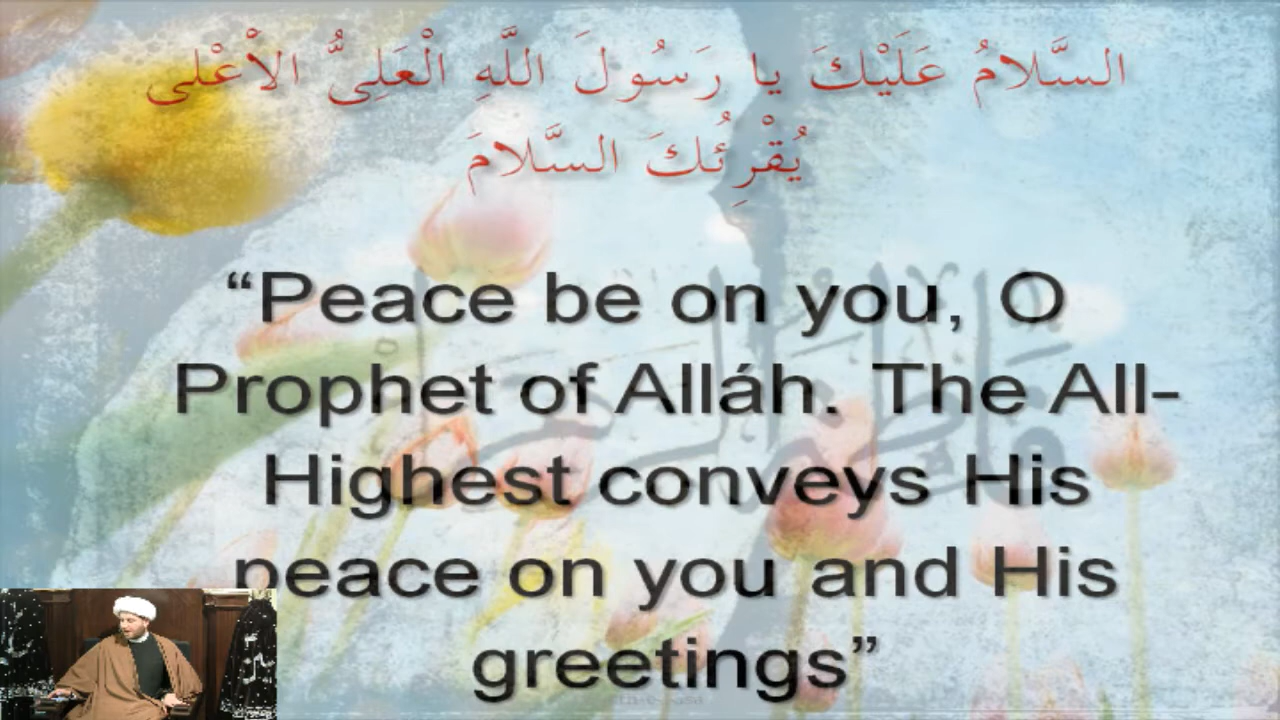 السَّلامُ عَلَيْكَ يا رَسُولَ اللَّهِ الْعَلِىُّ الاْعْلى
يُقْرِئُكَ السَّلامَ
“Peace be on you, O
Prophet of Alláh. The All-
Highest conveys His
peace on you and His
greetings”